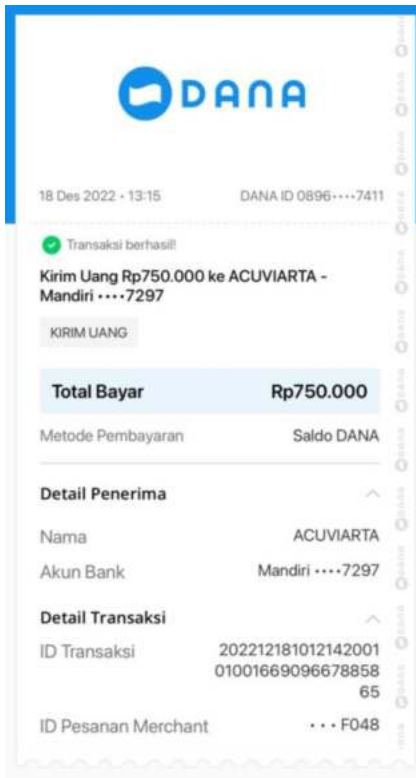 DANA
18 Des 2022 • 13:15 DANA ID 0896••••7411
Transaksi berhasil!
Kirim Uang Rp750.000 ke ACUVIARTA -
Mandiri ••••7297
KIRIM UANG
Total Bayar Rp750.000
Metode Pembayaran Saldo DANA
Detail Penerima
Nama ACUVIARTA
Akun Bank Mandiri ••••7297
Detail Transaksi
ID Transaksi 202212181012142001
01001669096678858
65
ID Pesanan Merchant • • • F048